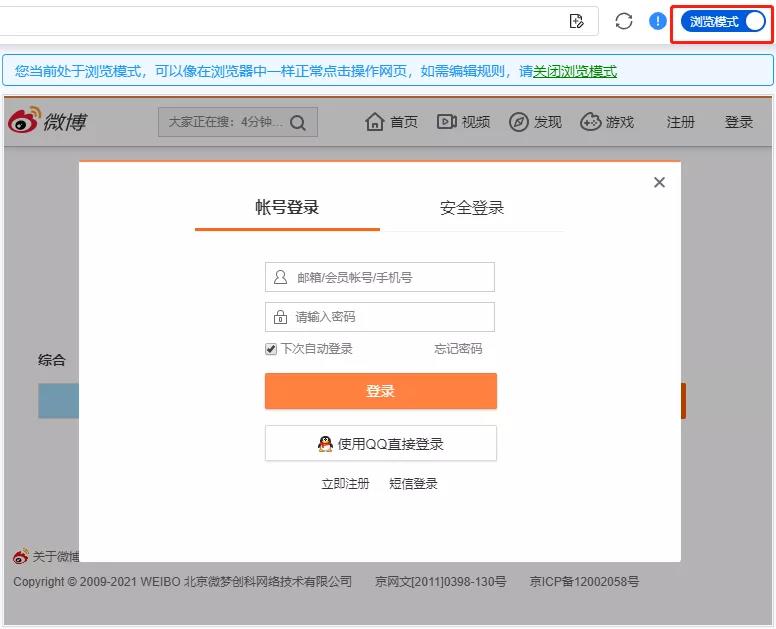 浏览模式
您当前处于浏览模式，可以像在浏览器中一样正常点击操作网页，如需编辑规则，请关闭浏览模式
微博 大家正在搜：4分钟... 首页 视频 发现 游戏 注册 登录
帐号登录 安全登录
邮箱/会员帐号/手机号
请输入密码
下次自动登录 忘记密码
综合
登录
使用QQ直接登录
立即注册 短信登录
关于微博
Copyright © 2009-2021 WEIBO 北京微梦创科网络技术有限公司 京网文[2011]0398-130号 京ICP备12002058号